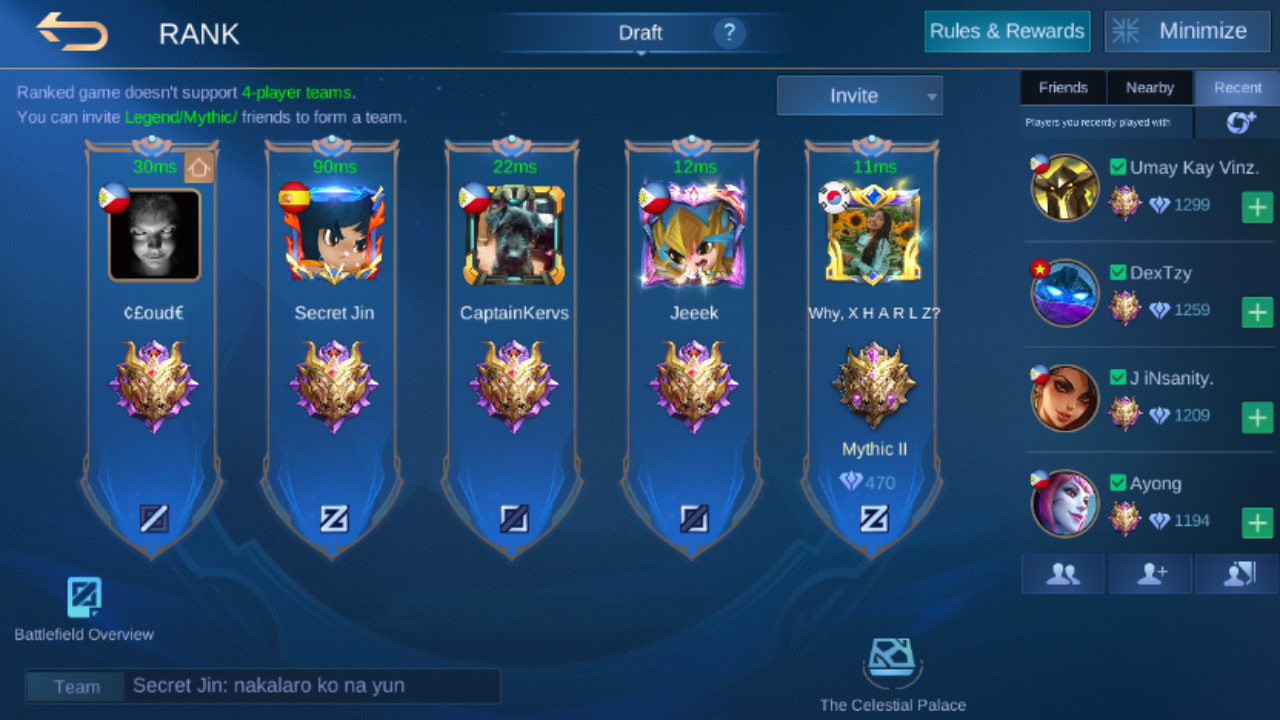 RANK
Draft
?
Rules & Rewards
Minimize
Ranked game doesn't support 4-player teams.
You can invite Legend/Mythic/ friends to form a team.
Invite
Friends
Nearby
Recent
Players you recently played with
30ms
90ms
22ms
12ms
11ms
Umay Kay Vinz.
1299
DexTzy
1259
¢£oud€
Secret Jin
CaptainKervs
Jeeek
Why, X H A R L Z?
J iNsanity.
1209
Mythic II
470
Ayong
1194
Battlefield Overview
Team
Secret Jin: nakalaro ko na yun
The Celestial Palace